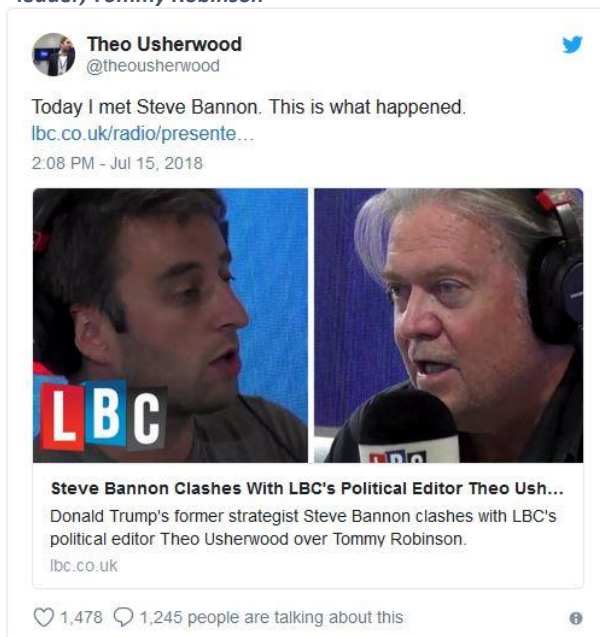 leader, Tommy Robinson
Theo Usherwood
@theousherwood
Today I met Steve Bannon. This is what happened.
lbc.co.uk/radio/presente…
2:08 PM - Jul 15, 2018
LBC
LBC
Steve Bannon Clashes With LBC's Political Editor Theo Ush...
Donald Trump's former strategist Steve Bannon clashes with LBC's
political editor Theo Usherwood over Tommy Robinson.
lbc.co.uk
1,478 1,245 people are talking about this